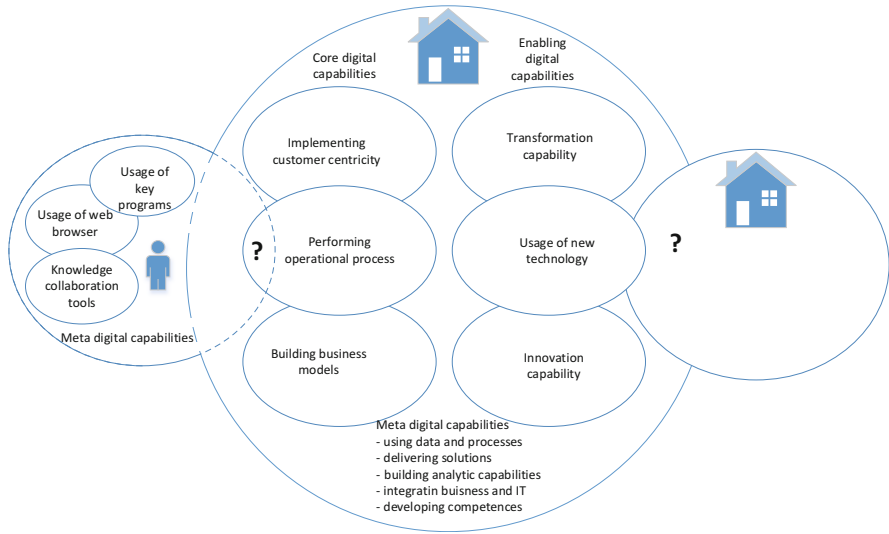 Core digital
capabilities
Enabling
digital
capabilities
Implementing
customer centricity
Transformation
capability
Usage of
key
programs
Usage of web
browser
Knowledge
collaboration
tools
Meta digital capabilities
?
Performing
operational process
Usage of new
technology
?
Building business
models
Innovation
capability
Meta digital capabilities
- using data and processes
- delivering solutions
- building analytic capabilities
- integratin buisness and IT
- developing competences